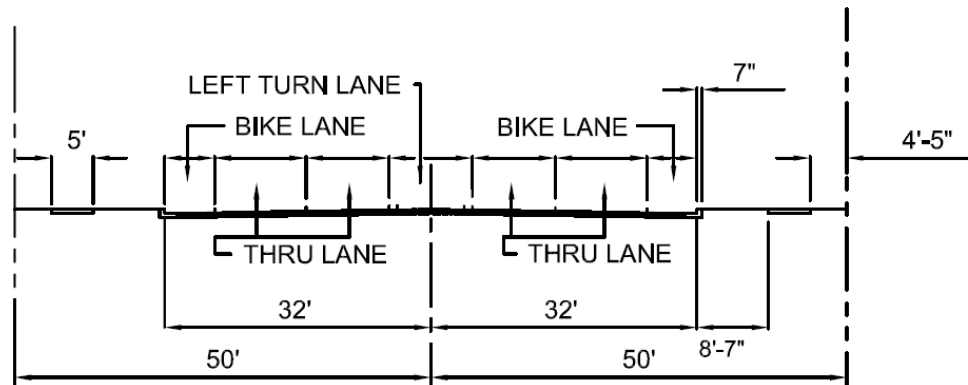 7"
LEFT TURN LANE
5'
BIKE LANE
BIKE LANE
4'-5"
THRU LANE
THRU LANE
32'
32'
8'-7"
50'
50'